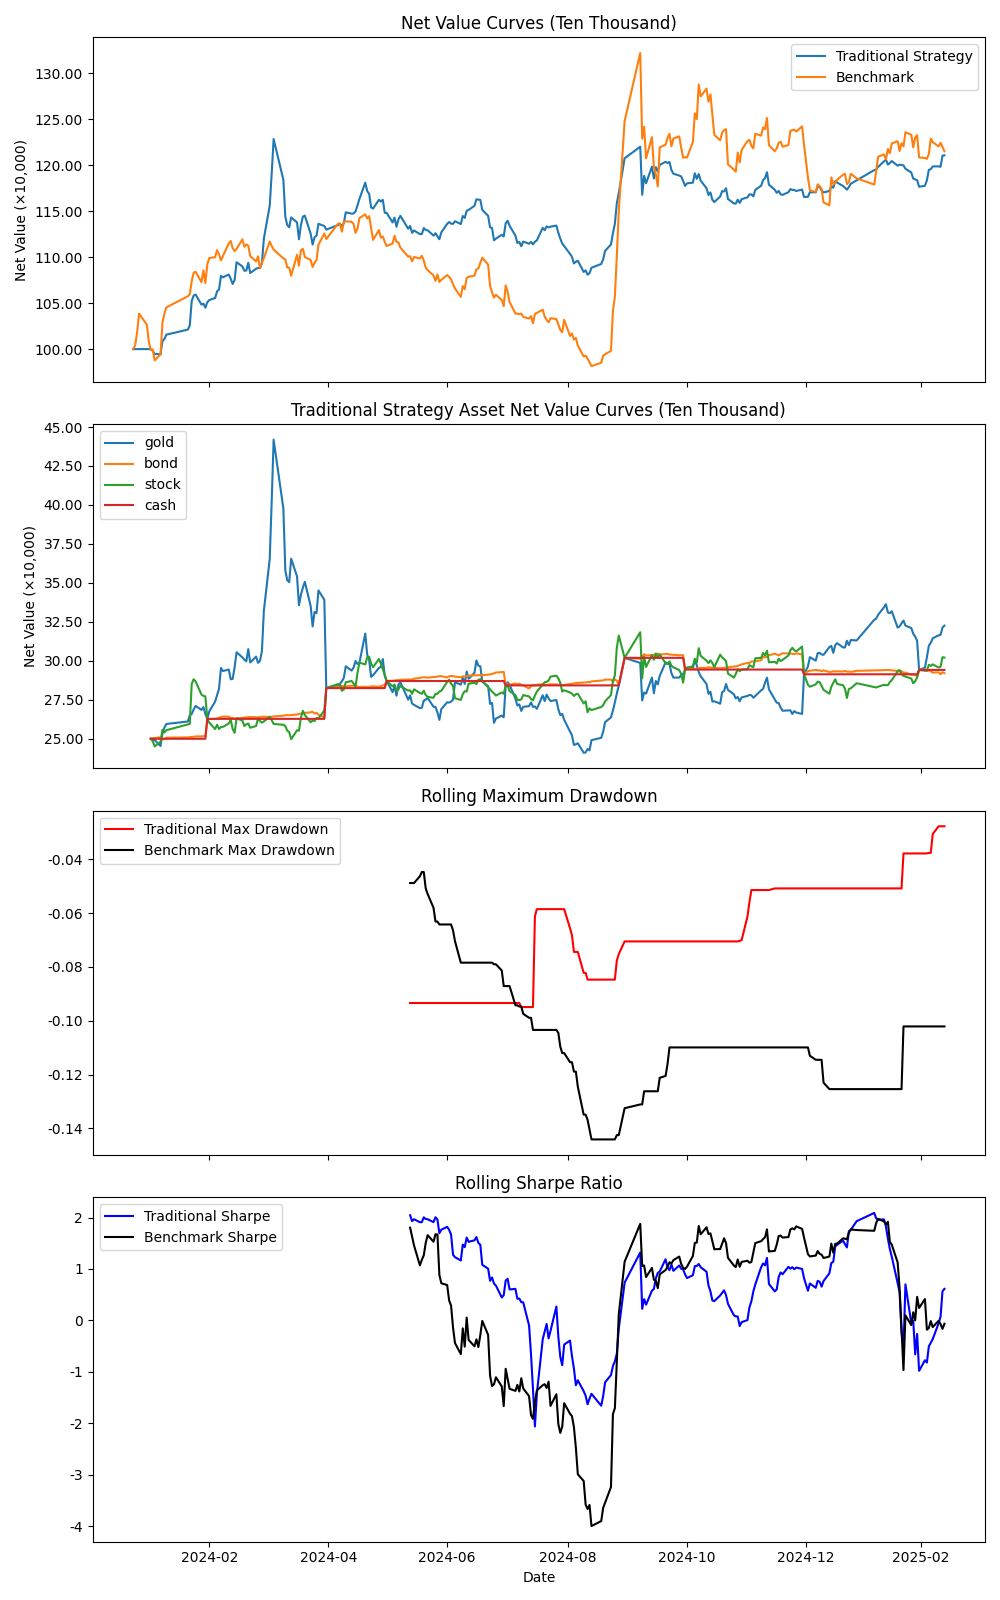 Net Value Curves (Ten Thousand)
Net Value (×10,000)
130.00
125.00
120.00
115.00
110.00
105.00
100.00
Traditional Strategy
Benchmark
Traditional Strategy Asset Net Value Curves (Ten Thousand)
Net Value (×10,000)
45.00
42.50
40.00
37.50
35.00
32.50
30.00
27.50
25.00
gold
bond
stock
cash
Rolling Maximum Drawdown
-0.04
-0.06
-0.08
-0.10
-0.12
-0.14
Traditional Max Drawdown
Benchmark Max Drawdown
Rolling Sharpe Ratio
2
1
0
-1
-2
-3
-4
Traditional Sharpe
Benchmark Sharpe
2024-02 2024-04 2024-06 2024-08 2024-10 2024-12 2025-02
Date